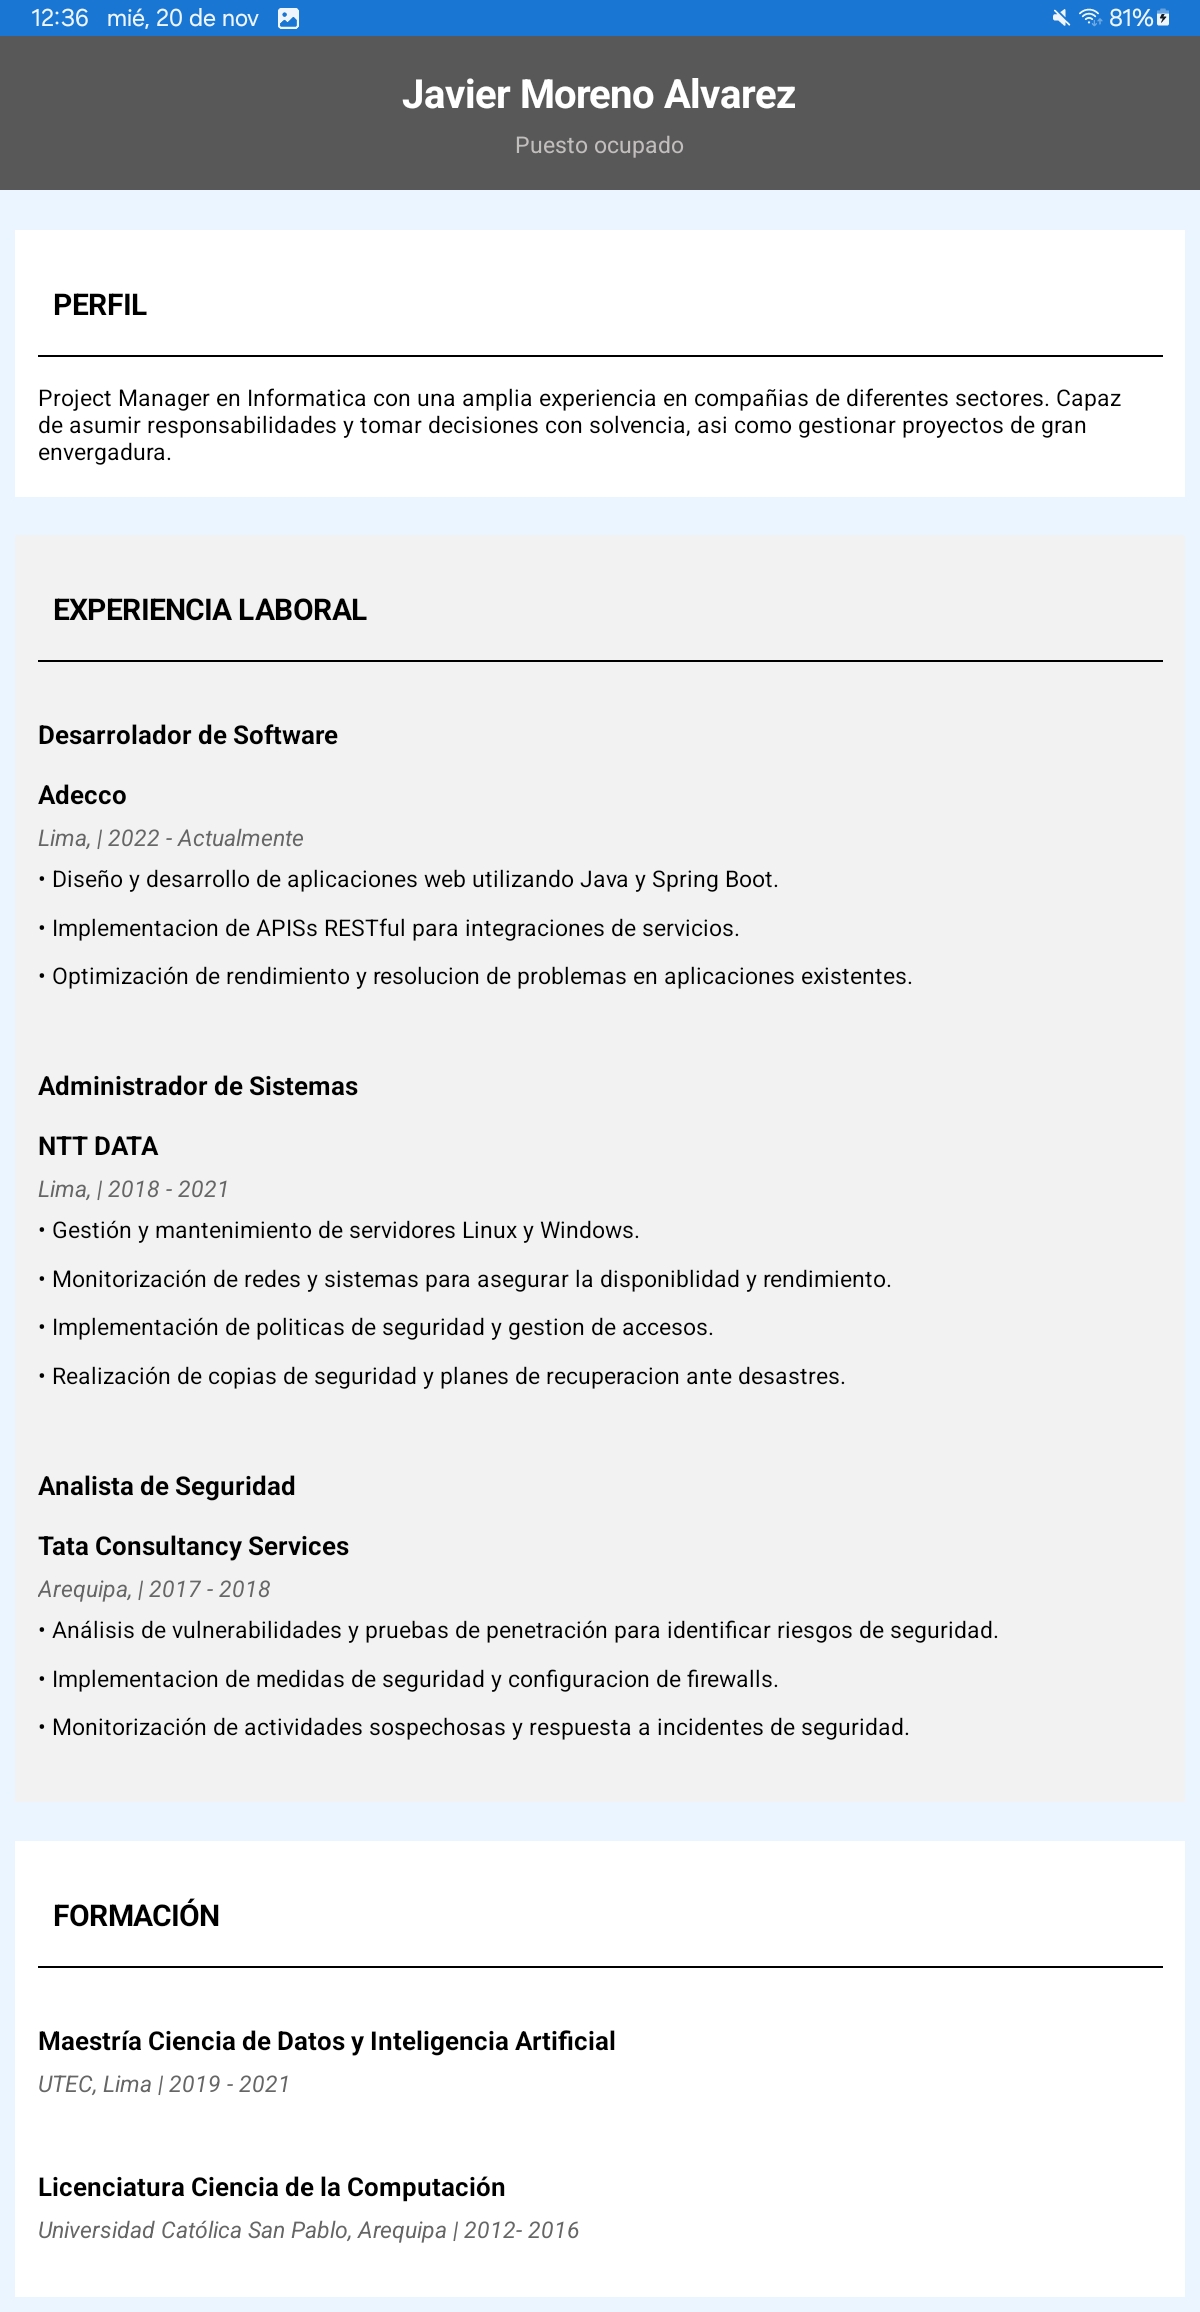 12:36 mié, 20 de nov 81%
Javier Moreno Alvarez
Puesto ocupado
PERFIL
Project Manager en Informatica con una amplia experiencia en compañias de diferentes sectores. Capaz
de asumir responsabilidades y tomar decisiones con solvencia, asi como gestionar proyectos de gran
envergadura.
EXPERIENCIA LABORAL
Desarrolador de Software
Adecco
Lima, | 2022 - Actualmente
• Diseño y desarrollo de aplicaciones web utilizando Java y Spring Boot.
• Implementacion de APISs RESTful para integraciones de servicios.
• Optimización de rendimiento y resolucion de problemas en aplicaciones existentes.
Administrador de Sistemas
NTT DATA
Lima, | 2018 - 2021
• Gestión y mantenimiento de servidores Linux y Windows.
• Monitorización de redes y sistemas para asegurar la disponiblidad y rendimiento.
• Implementación de politicas de seguridad y gestion de accesos.
• Realización de copias de seguridad y planes de recuperacion ante desastres.
Analista de Seguridad
Tata Consultancy Services
Arequipa, | 2017 - 2018
• Análisis de vulnerabilidades y pruebas de penetración para identificar riesgos de seguridad.
• Implementacion de medidas de seguridad y configuracion de firewalls.
• Monitorización de actividades sospechosas y respuesta a incidentes de seguridad.
FORMACIÓN
Maestría Ciencia de Datos y Inteligencia Artificial
UTEC, Lima | 2019 - 2021
Licenciatura Ciencia de la Computación
Universidad Católica San Pablo, Arequipa | 2012- 2016